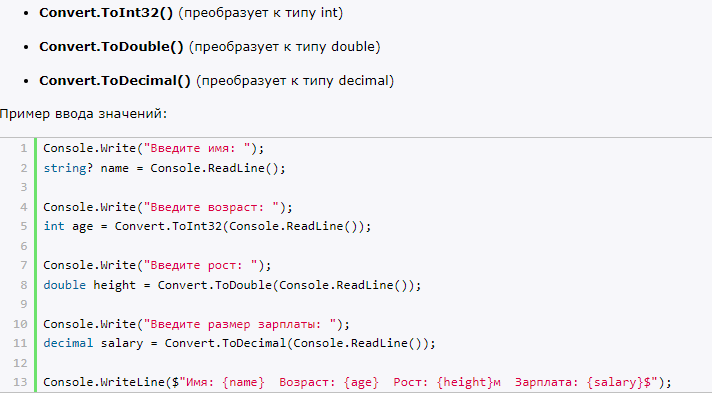 • Convert.ToInt32() (преобразует к типу int)
• Convert.ToDouble() (преобразует к типу double)
• Convert.ToDecimal() (преобразует к типу decimal)
Пример ввода значений:
1 Console.Write("Введите имя: ");
2 string? name = Console.ReadLine();
3
4 Console.Write("Введите возраст: ");
5 int age = Convert.ToInt32(Console.ReadLine());
6
7 Console.Write("Введите рост: ");
8 double height = Convert.ToDouble(Console.ReadLine());
9
10 Console.Write("Введите размер зарплаты: ");
11 decimal salary = Convert.ToDecimal(Console.ReadLine());
12
13 Console.WriteLine($"Имя: {name}  Возраст: {age}  Рост: {height}м  Зарплата: {salary}$");